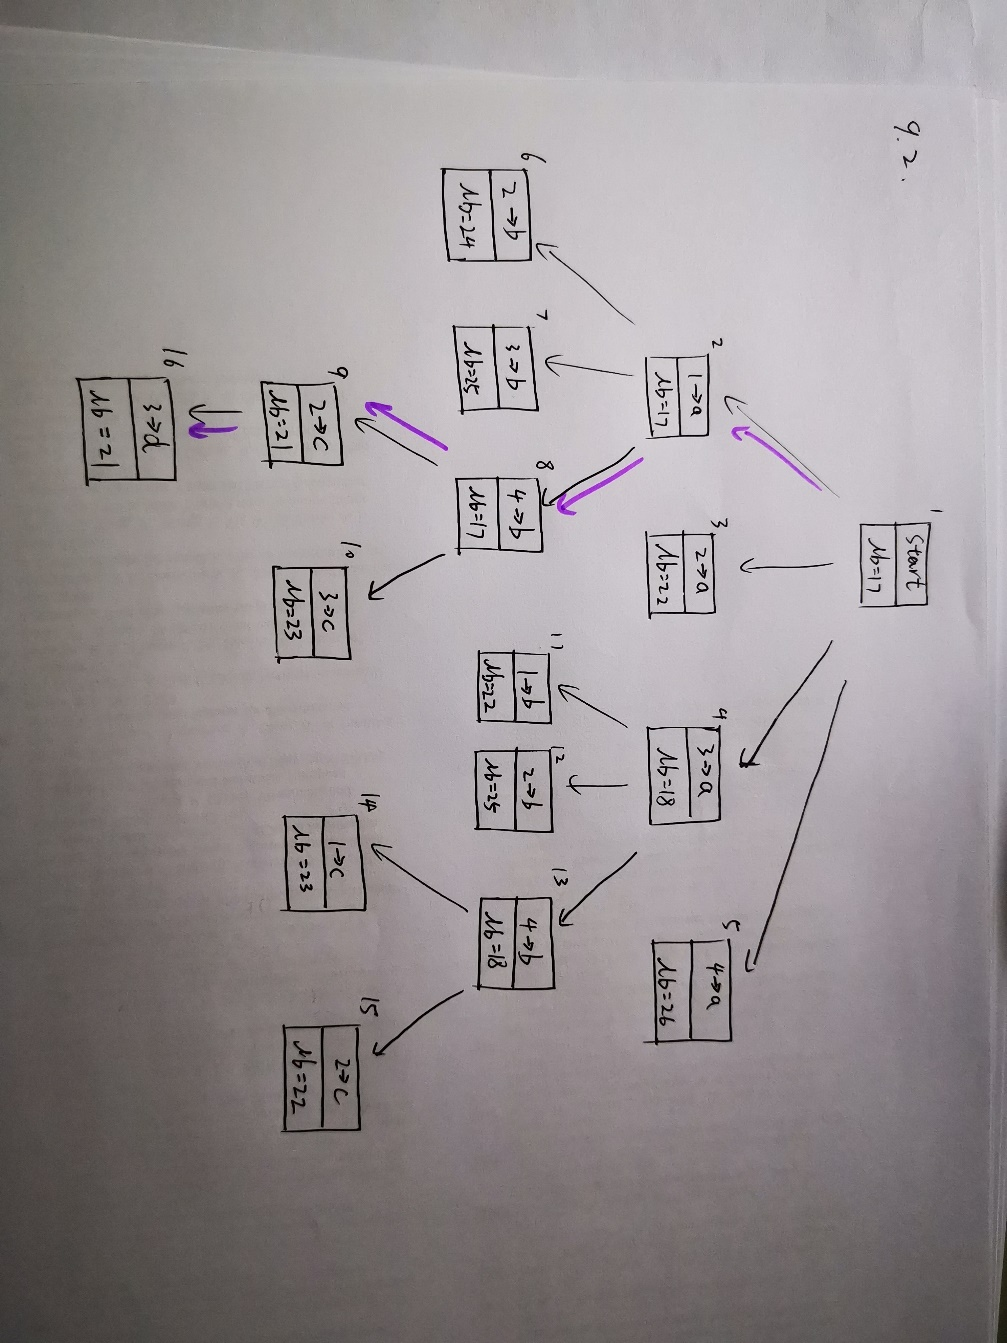 9.2.
1
Start
lb=17
2
1→a
lb=17
3
2→a
lb=22
4
3→a
lb=18
5
4→a
lb=26
6
2→b
lb=24
7
3→b
lb=25
8
4→b
lb=17
11
1→b
lb=22
12
2→b
lb=25
13
4→b
lb=18
9
2→c
lb=21
10
3→c
lb=23
14
1→c
lb=23
15
2→c
lb=22
16
3→d
lb=21